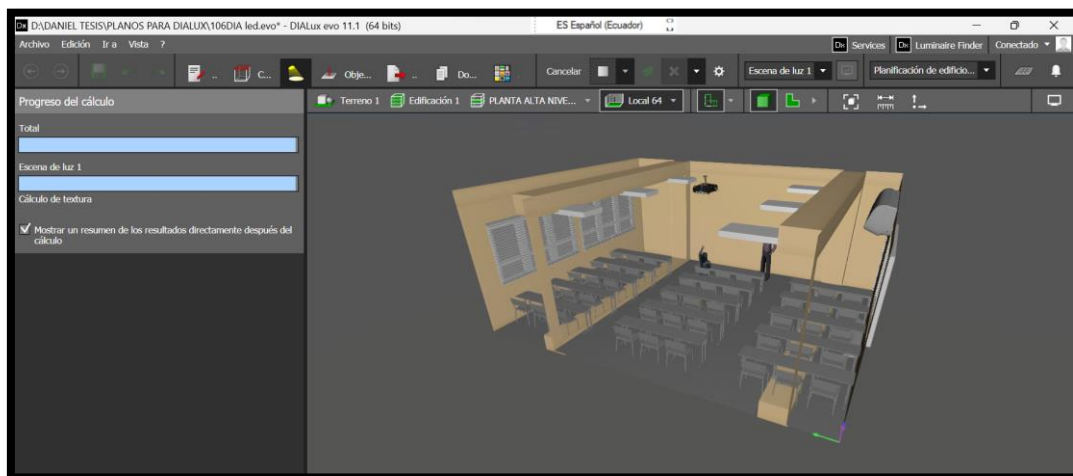 D:\DANIEL TESIS\PLANOS PARA DIALUX\106DIA led.evo* - DIALux evo 11.1 (64 bits)
ES Español (Ecuador)
Archivo Edición Ir a Vista ?
Services Luminaire Finder Conectado
.. C... Obje... .. Do... Cancelar Escena de luz 1 Planificación de edificio...
Progreso del cálculo
Terreno 1 Edificación 1 PLANTA ALTA NIVE... Local 64
Total
Escena de luz 1
Cálculo de textura
Mostrar un resumen de los resultados directamente después del
cálculo